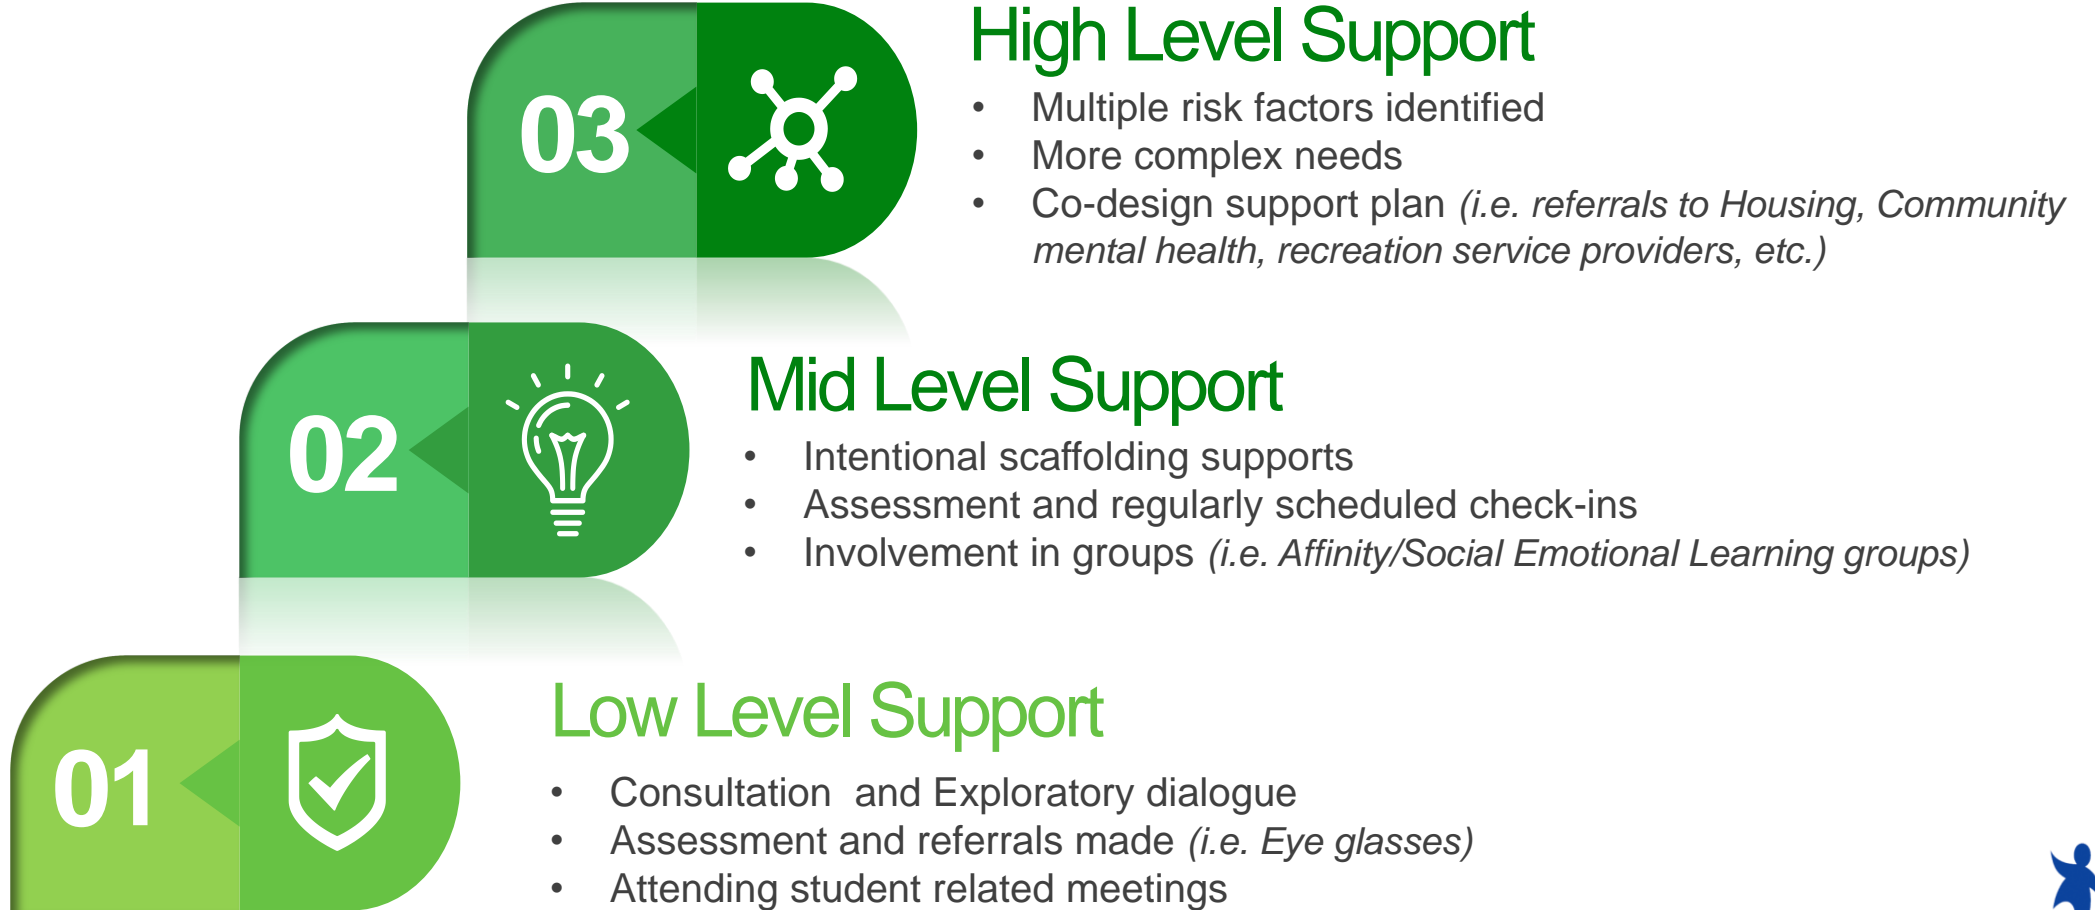 03
High Level Support
• Multiple risk factors identified
• More complex needs
• Co-design support plan (i.e. referrals to Housing, Community
mental health, recreation service providers, etc.)
02
Mid Level Support
• Intentional scaffolding supports
• Assessment and regularly scheduled check-ins
• Involvement in groups (i.e. Affinity/Social Emotional Learning groups)
01
Low Level Support
• Consultation  and Exploratory dialogue
• Assessment and referrals made (i.e. Eye glasses)
• Attending student related meetings